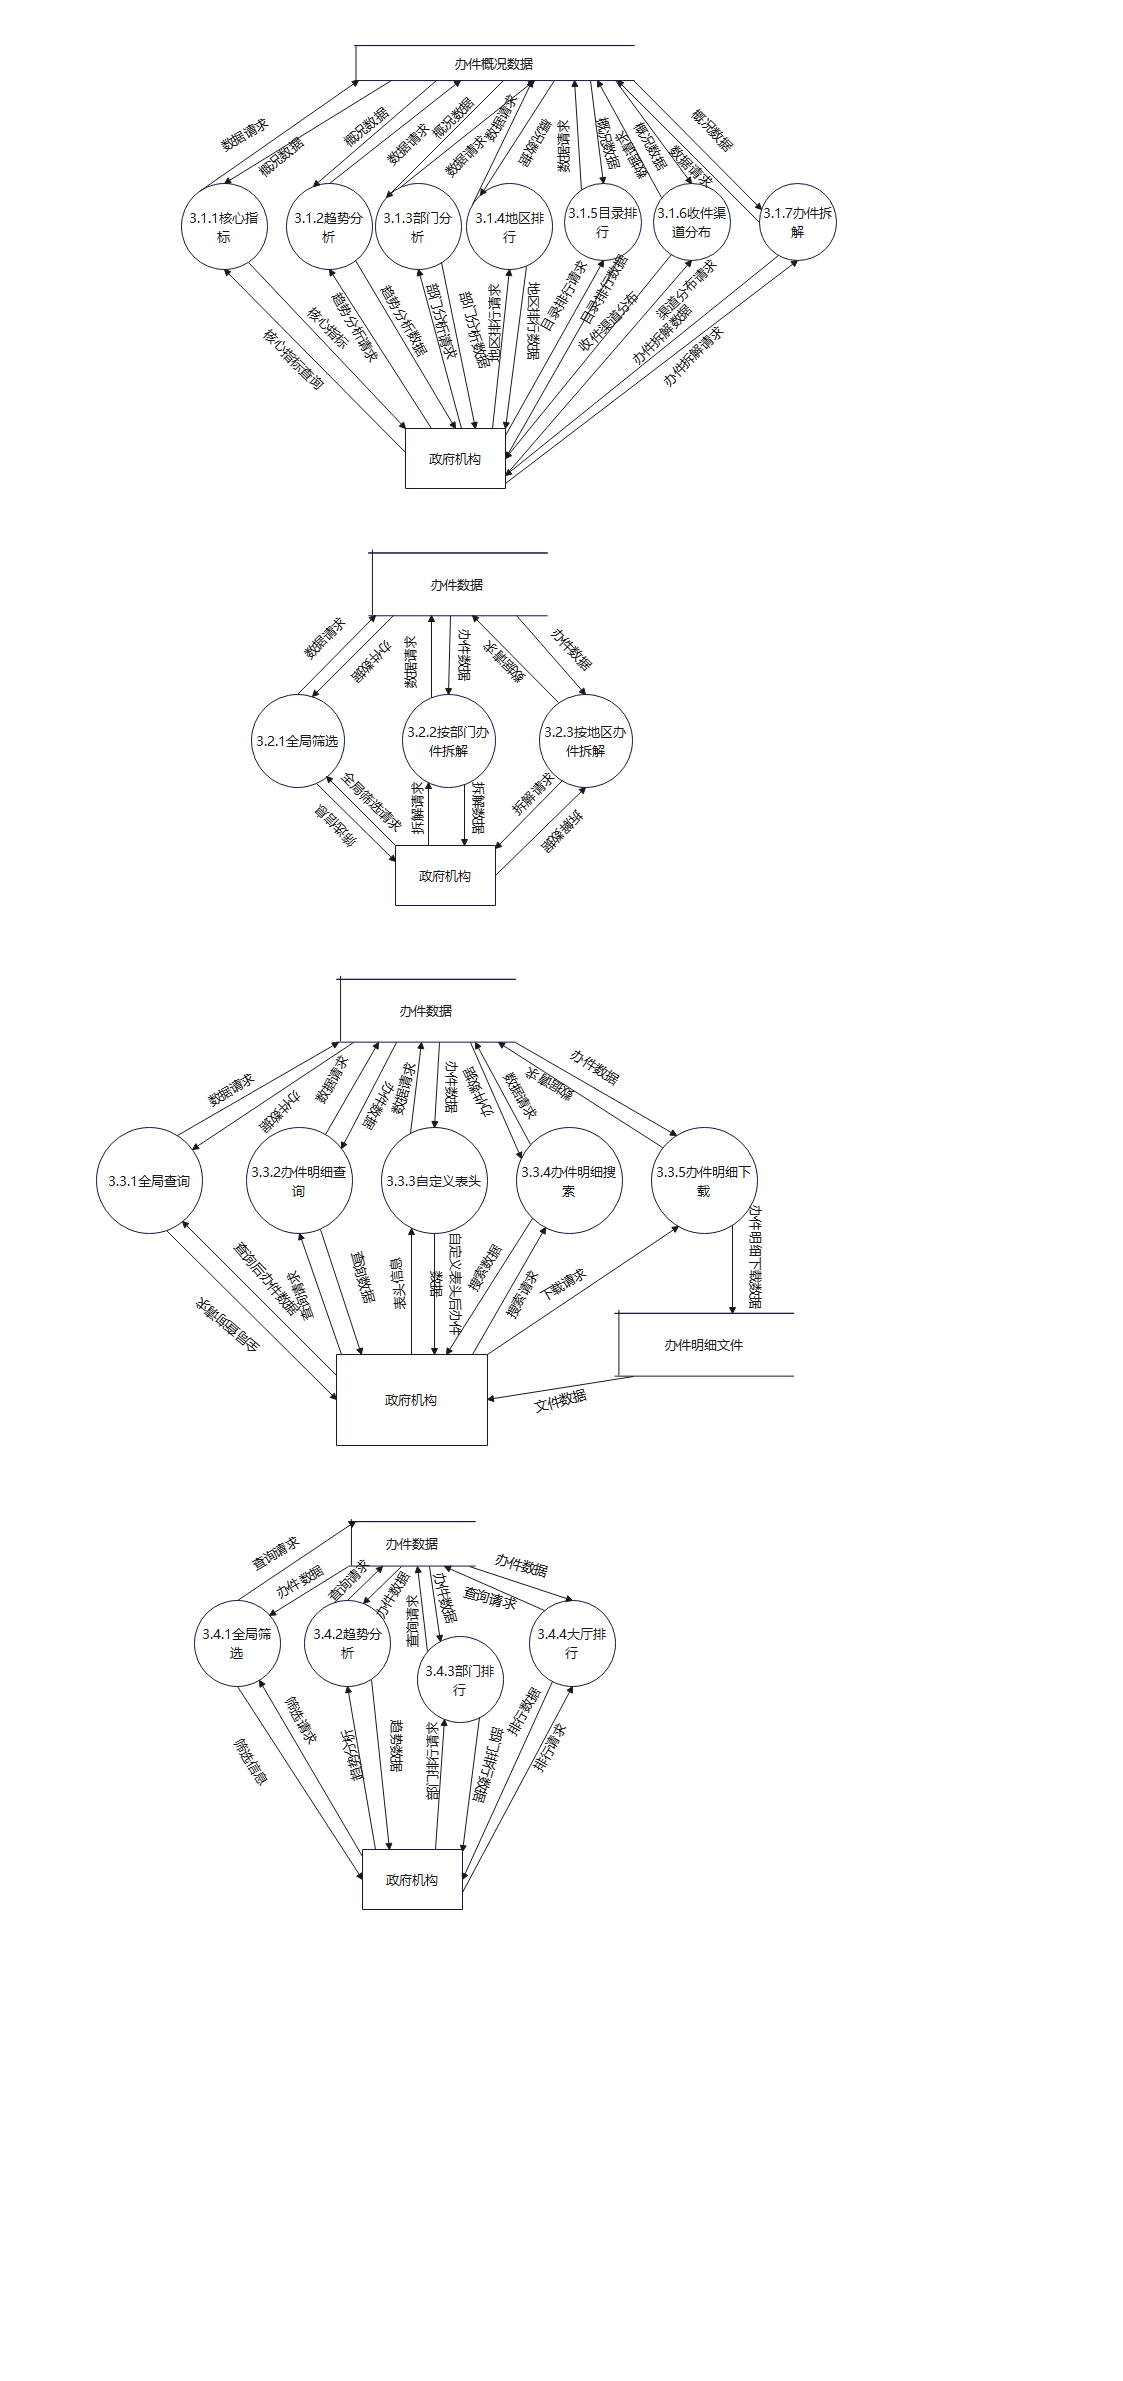 办件概况数据
数据请求
概况数据
概况数据
数据请求
概况数据
数据请求
数据请求
概况数据
数据请求
概况数据
数据请求
概况数据
数据请求
概况数据
3.1.1核心指
标
3.1.2趋势分
析
3.1.3部门分
析
3.1.4地区排
行
3.1.5目录排
行
3.1.6收件渠
道分布
3.1.7办件拆
解
核心指标查询
核心指标
趋势分析请求
趋势分析数据
部门分析请求
部门分析数据
地区排行请求
地区排行数据
目录排行请求
目录排行数据
收件渠道分布
渠道分布请求
办件拆解数据
办件拆解请求
政府机构
办件数据
数据请求
办件数据
数据请求
办件数据
数据请求
办件数据
3.2.1全局筛选
3.2.2按部门办
件拆解
3.2.3按地区办
件拆解
全局筛选请求
筛选信息
拆解请求
拆解数据
拆解请求
拆解数据
政府机构
办件数据
数据请求
办件数据
数据请求
办件数据
数据请求
办件数据
办件数据
数据请求
数据请求
办件数据
3.3.1全局查询
3.3.2办件明细查
询
3.3.3自定义表头
3.3.4办件明细搜
索
3.3.5办件明细下
载
全局查询请求
查询后办件数据
查询请求
查询数据
表头信息
自定义表头后办件
数据
搜索数据
搜索请求
下载请求
办件明细下载数据
办件明细文件
文件数据
政府机构
办件数据
查询请求
办件数据
查询请求
办件数据
查询请求
办件数据
查询请求
办件数据
3.4.1全局筛
选
3.4.2趋势分
析
3.4.3部门排
行
3.4.4大厅排
行
筛选信息
筛选请求
趋势分析
趋势数据
部门排行请求
部门排行数据
排行数据
排行请求
政府机构